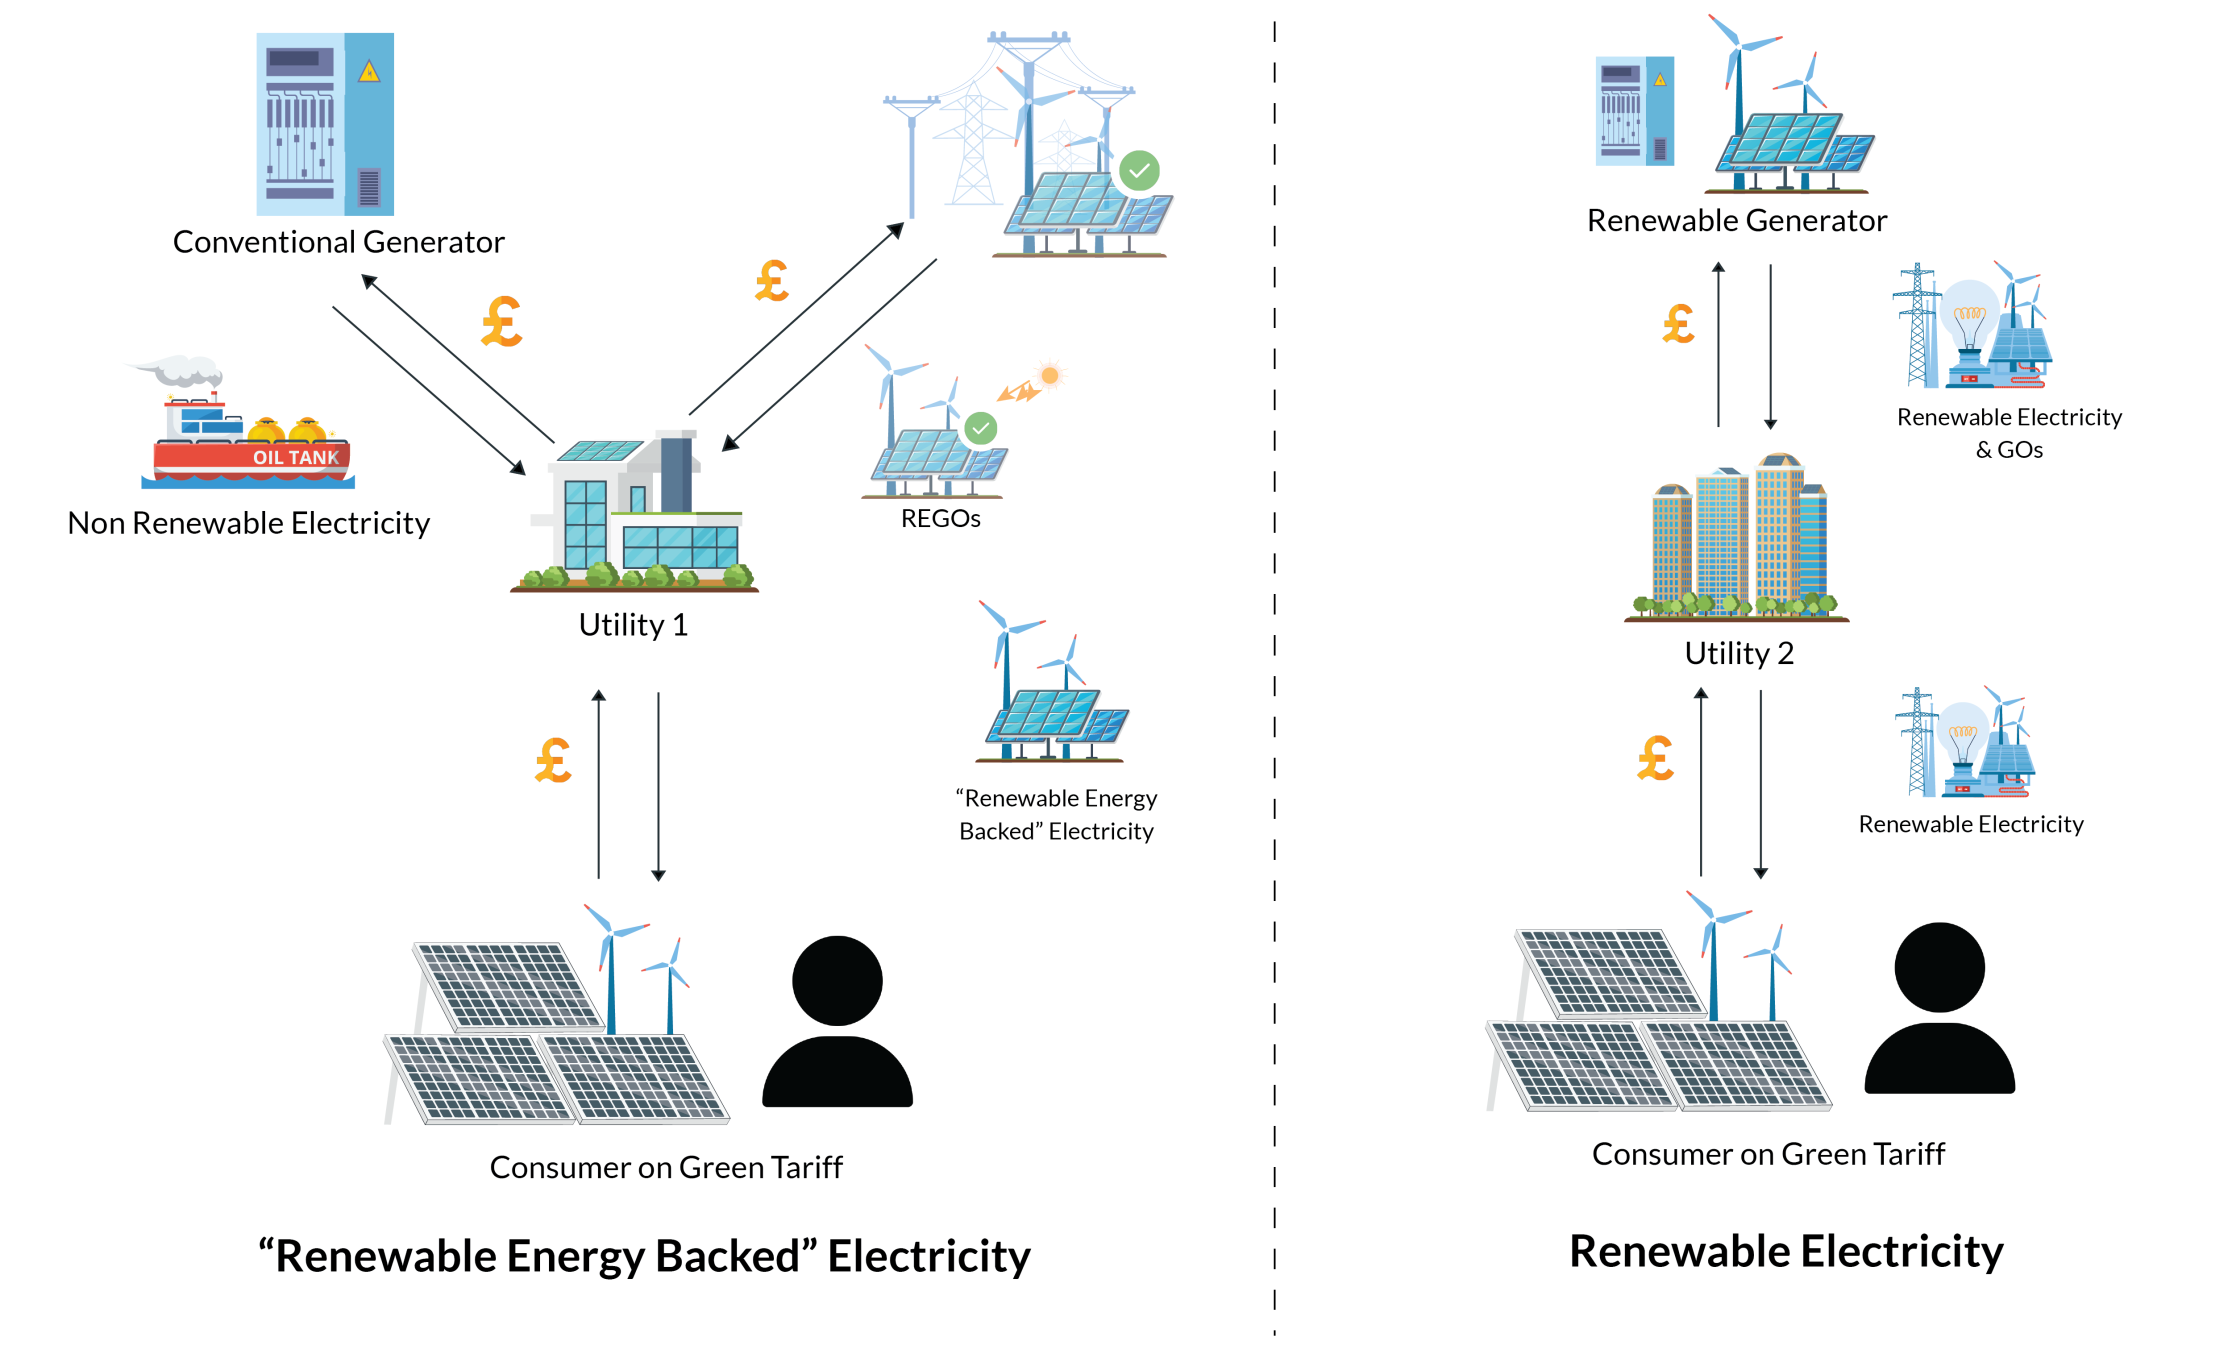 Conventional Generator
£
£
OIL TANK
Non Renewable Electricity
REGOs
Utility 1
£
“Renewable Energy
Backed” Electricity
Consumer on Green Tariff
“Renewable Energy Backed” Electricity
Renewable Generator
£
Renewable Electricity
& GOs
Utility 2
£
Renewable Electricity
Consumer on Green Tariff
Renewable Electricity